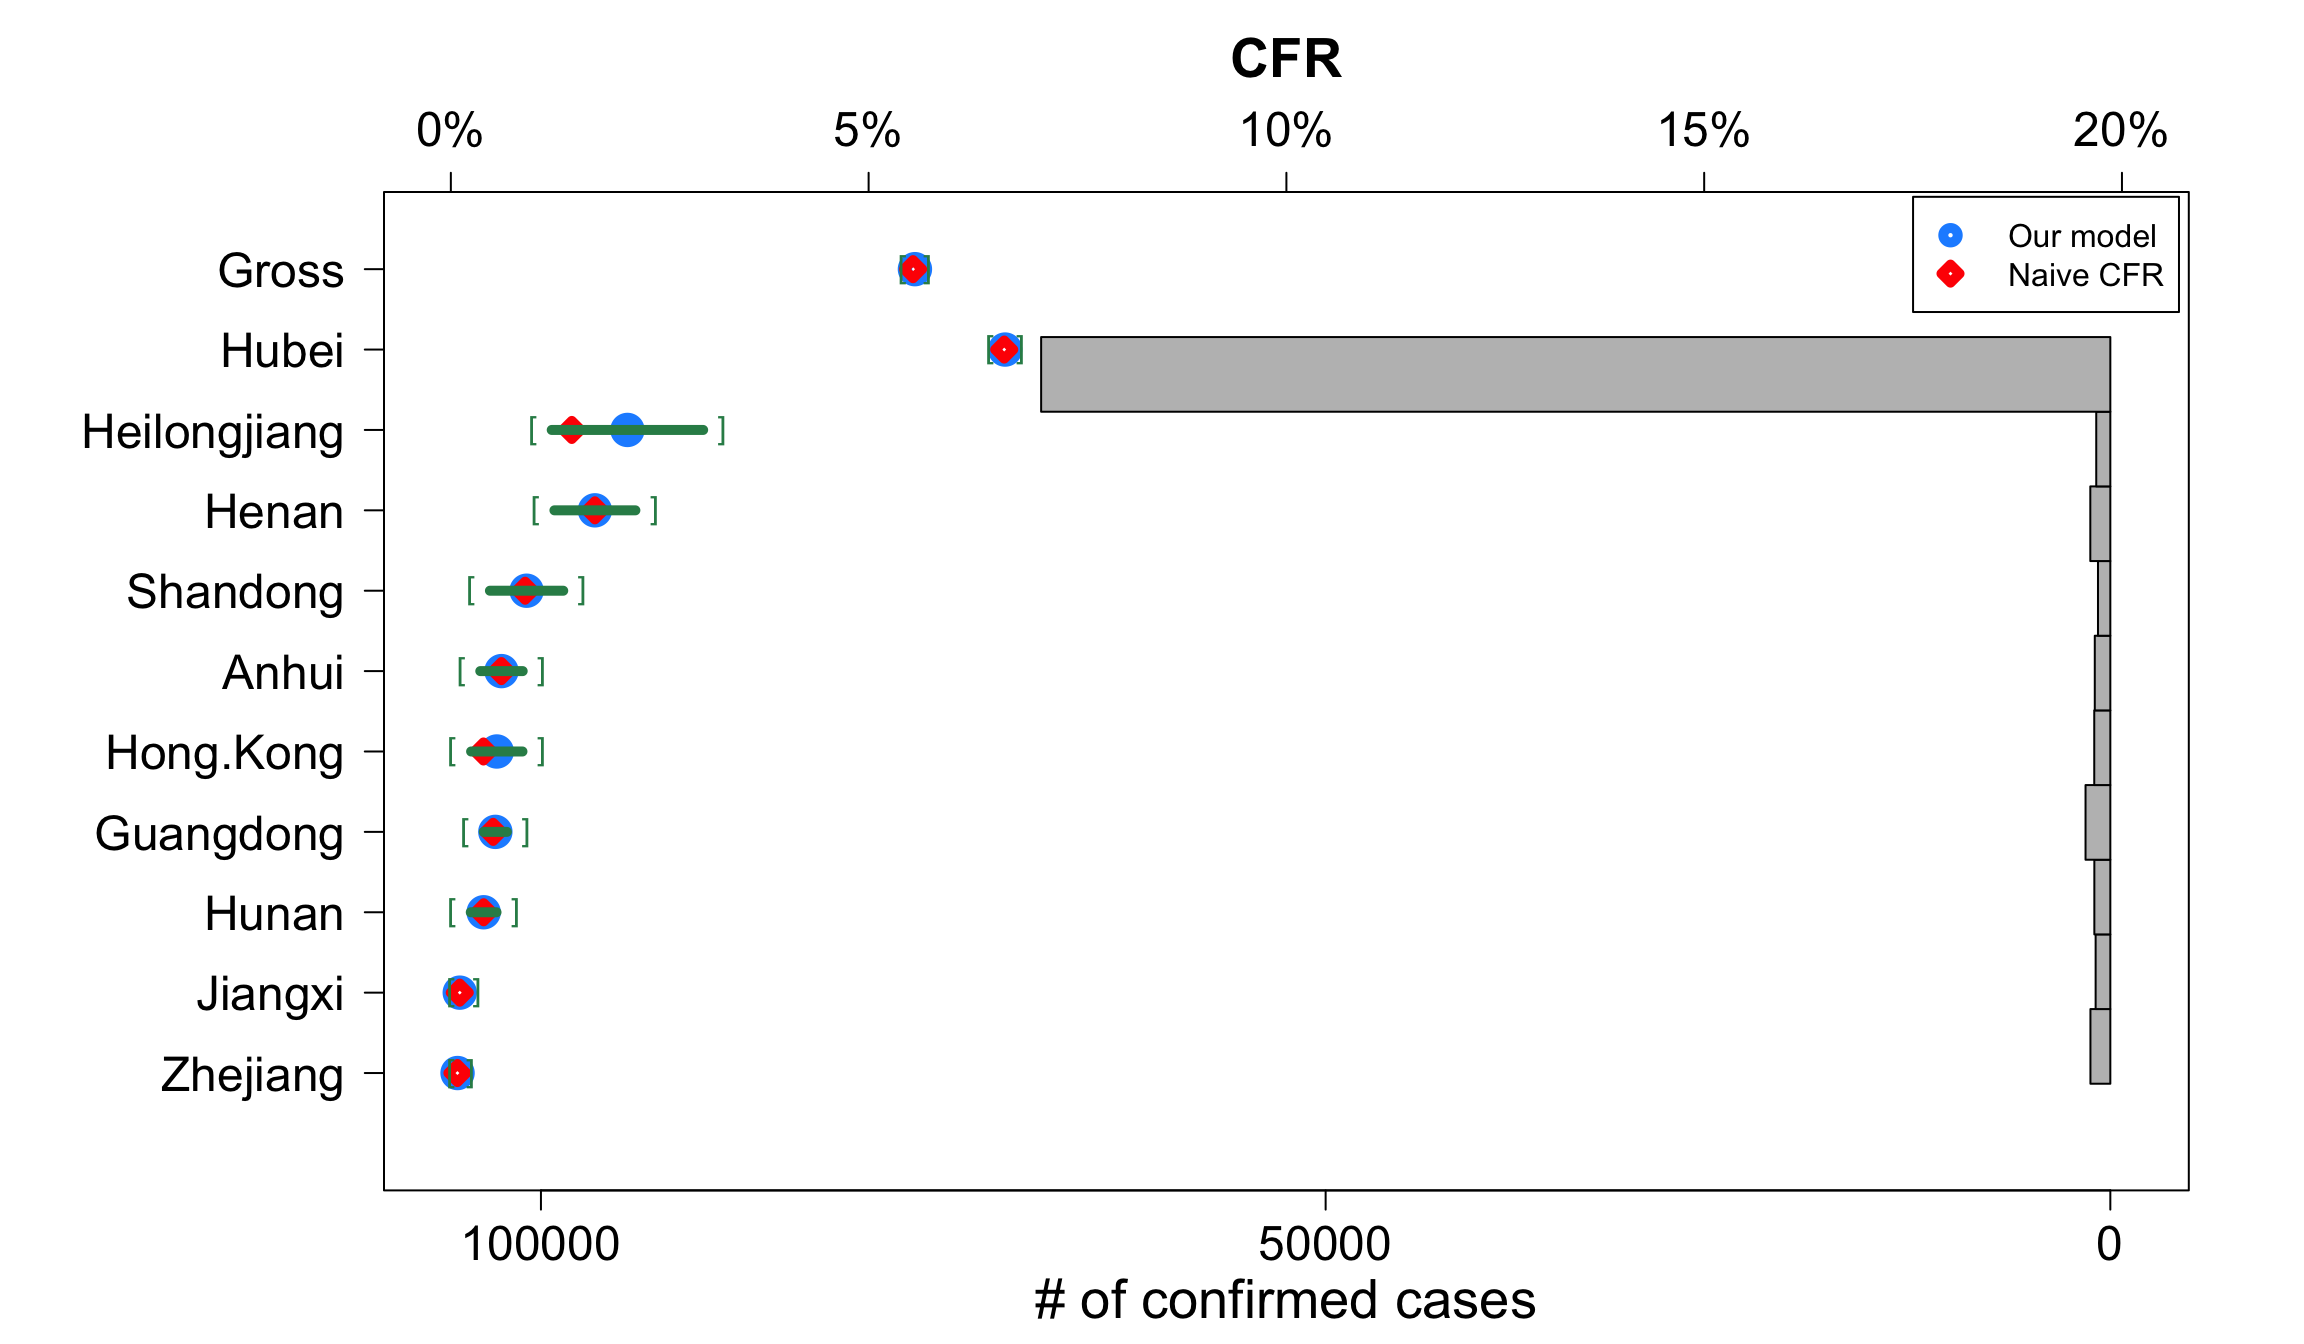 CFR
0% 5% 10% 15% 20%
Our model
Naive CFR
Gross
Hubei
Heilongjiang
Henan
Shandong
Anhui
Hong.Kong
Guangdong
Hunan
Jiangxi
Zhejiang
100000 50000 0
# of confirmed cases